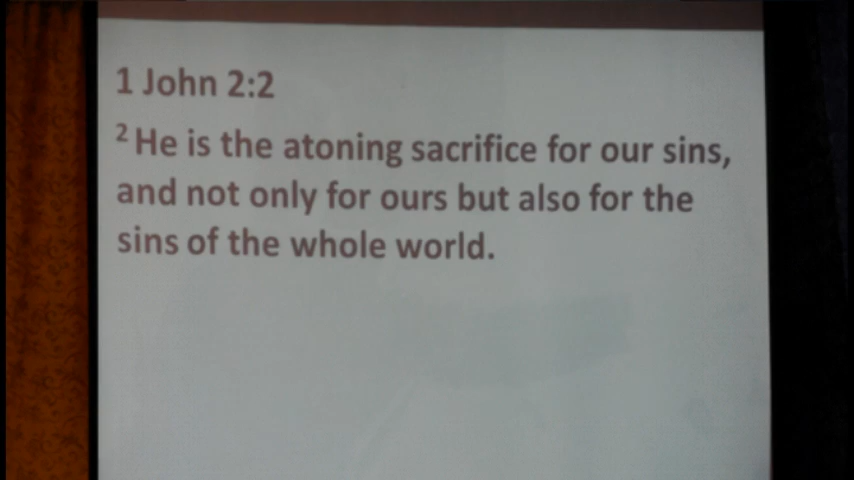 1 John 2:2
2 He is the atoning sacrifice for our sins,
and not only for ours but also for the
sins of the whole world.